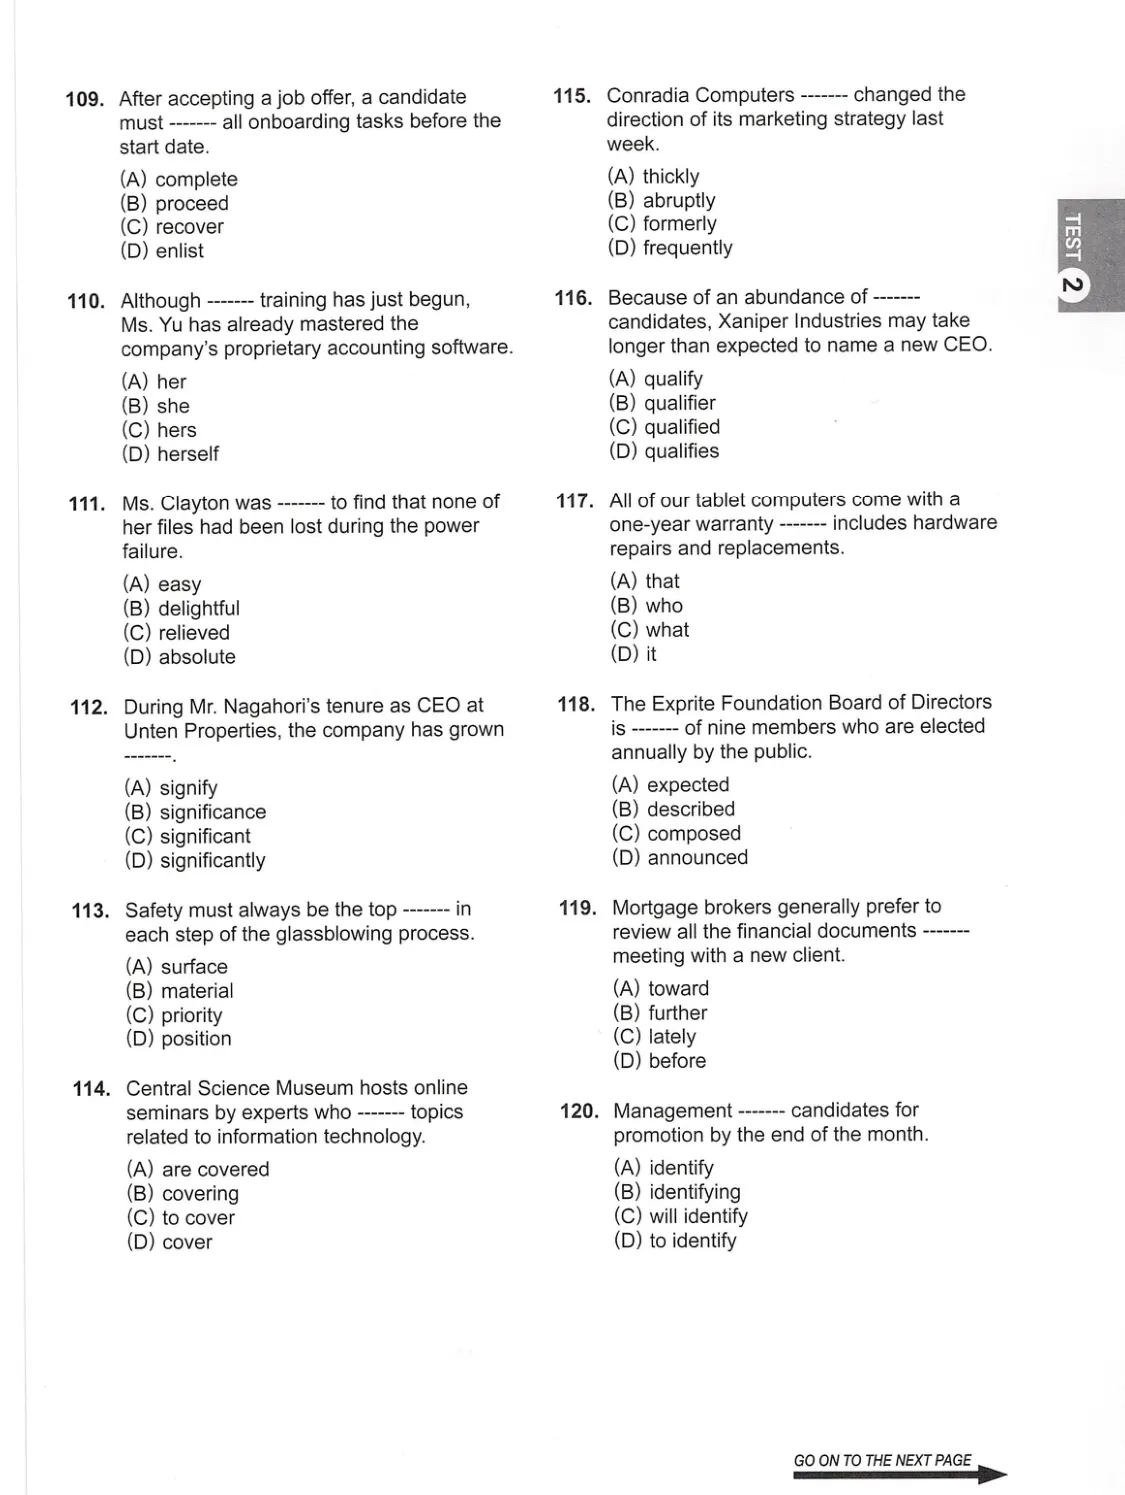 109. After accepting a job offer, a candidate
must ------- all onboarding tasks before the
start date.
(A) complete
(B) proceed
(C) recover
(D) enlist
110. Although ------- training has just begun,
Ms. Yu has already mastered the
company's proprietary accounting software.
(A) her
(B) she
(C) hers
(D) herself
111. Ms. Clayton was ------- to find that none of
her files had been lost during the power
failure.
(A) easy
(B) delightful
(C) relieved
(D) absolute
112. During Mr. Nagahori's tenure as CEO at
Unten Properties, the company has grown
-------.
(A) signify
(B) significance
(C) significant
(D) significantly
113. Safety must always be the top ------- in
each step of the glassblowing process.
(A) surface
(B) material
(C) priority
(D) position
114. Central Science Museum hosts online
seminars by experts who ------- topics
related to information technology.
(A) are covered
(B) covering
(C) to cover
(D) cover
115. Conradia Computers ------- changed the
direction of its marketing strategy last
week.
(A) thickly
(B) abruptly
(C) formerly
(D) frequently
116. Because of an abundance of -------
candidates, Xaniper Industries may take
longer than expected to name a new CEO.
(A) qualify
(B) qualifier
(C) qualified
(D) qualifies
117. All of our tablet computers come with a
one-year warranty ------- includes hardware
repairs and replacements.
(A) that
(B) who
(C) what
(D) it
118. The Exprite Foundation Board of Directors
is ------- of nine members who are elected
annually by the public.
(A) expected
(B) described
(C) composed
(D) announced
119. Mortgage brokers generally prefer to
review all the financial documents -------
meeting with a new client.
(A) toward
(B) further
(C) lately
(D) before
120. Management ------- candidates for
promotion by the end of the month.
(A) identify
(B) identifying
(C) will identify
(D) to identify
TEST 2
GO ON TO THE NEXT PAGE